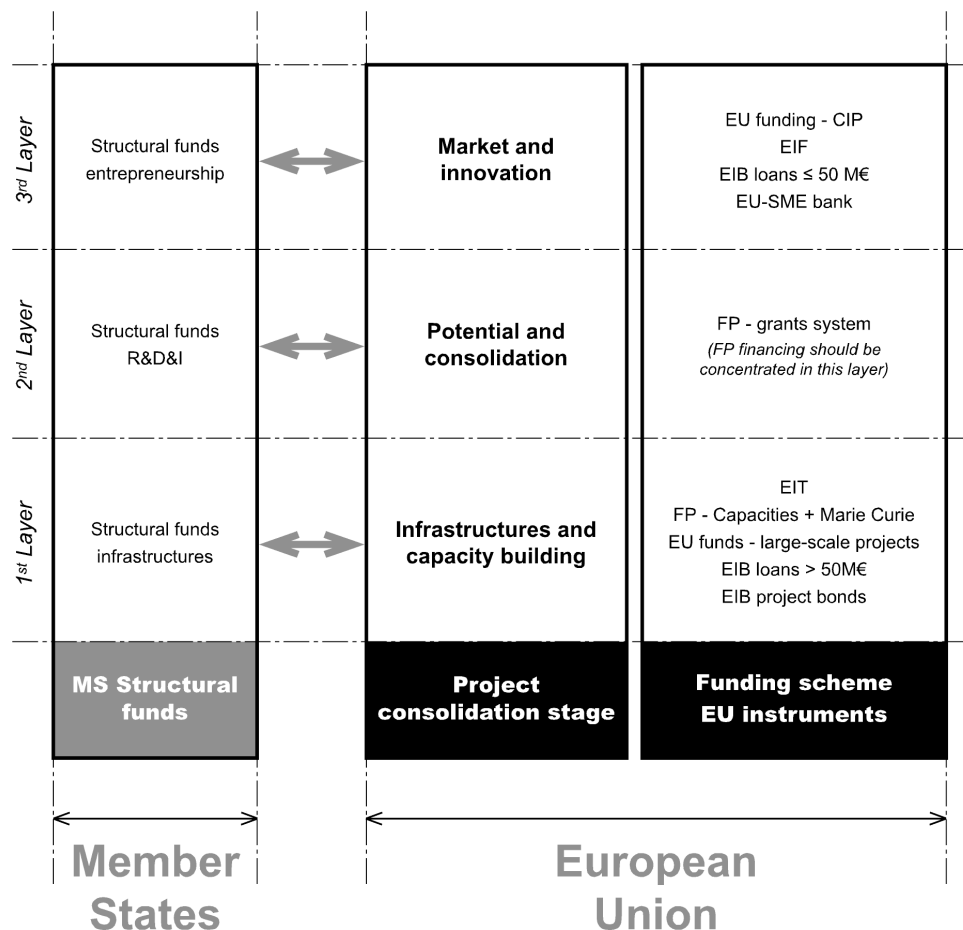 3rd Layer
Structural funds
entrepreneurship
Market and
innovation
EU funding - CIP
EIF
EIB loans ≤ 50 M€
EU-SME bank
2nd Layer
Structural funds
R&D&I
Potential and
consolidation
FP - grants system
(FP financing should be
concentrated in this layer)
1st Layer
Structural funds
infrastructures
Infrastructures and
capacity building
EIT
FP - Capacities + Marie Curie
EU funds - large-scale projects
EIB loans > 50M€
EIB project bonds
MS Structural
funds
Project
consolidation stage
Funding scheme
EU instruments
Member
States
European
Union